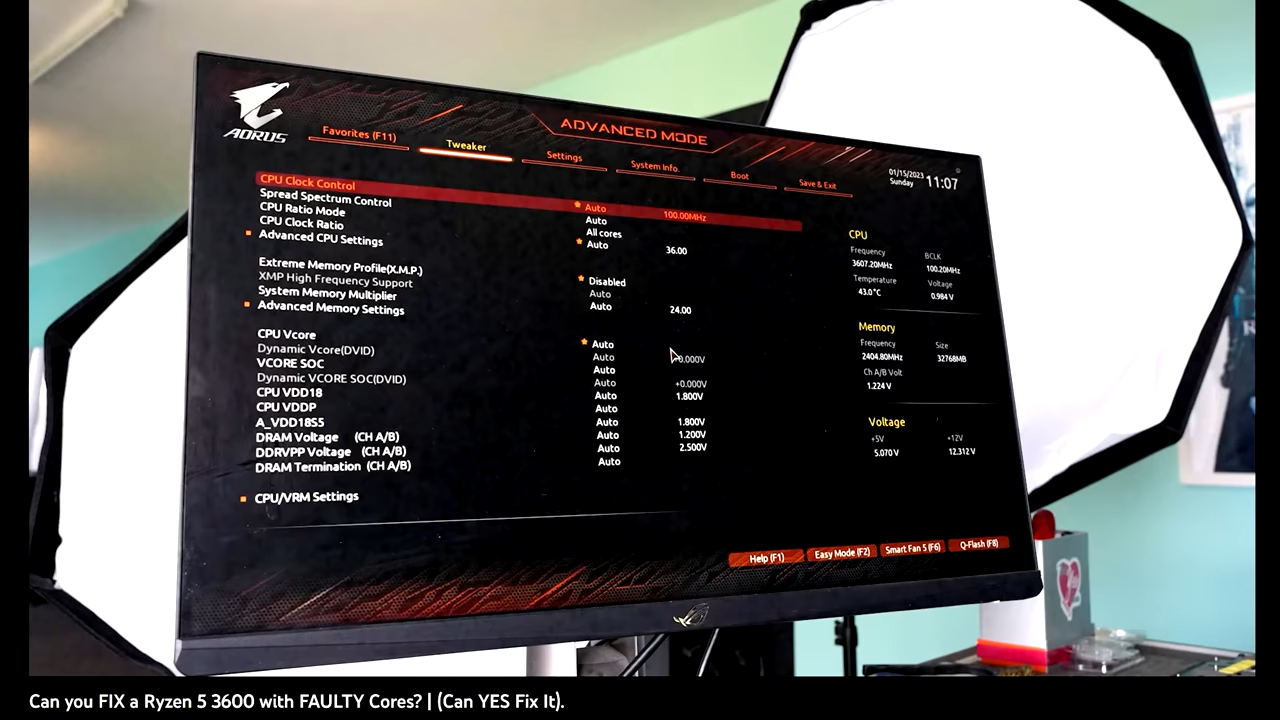 ADVANCED MODE
AORUS
Favorites (F11)
Tweaker
Settings
System Info.
Boot
Save & Exit
01/15/2023
Sunday
11:07
CPU Clock Control Auto 100.00MHz
Spread Spectrum Control Auto
CPU Ratio Mode All cores
CPU Clock Ratio Auto 36.00
Advanced CPU Settings
Extreme Memory Profile(X.M.P.) Disabled
XMP High Frequency Support Auto
System Memory Multiplier Auto 24.00
Advanced Memory Settings
CPU Vcore Auto
Dynamic Vcore(DVID) Auto +0.000V
VCORE SOC Auto
Dynamic VCORE SOC(DVID) Auto +0.000V
CPU VDD18 Auto 1.800V
CPU VDDP Auto
A_VDD18S5 Auto 1.800V
DRAM Voltage (CH A/B) Auto 1.200V
DDRVPP Voltage (CH A/B) Auto 2.500V
DRAM Termination (CH A/B) Auto
CPU/VRM Settings
CPU
Frequency BCLK
3607.20MHz 100.20MHz
Temperature Voltage
43.0°C 0.984 V
Memory
Frequency Size
2404.80MHz 32768MB
Ch A/B Volt
1.224 V
Voltage
+5V +12V
5.070 V 12.312 V
Help (F1)
Easy Mode (F2)
Smart Fan 5 (F6)
Q-Flash (F8)
Can you FIX a Ryzen 5 3600 with FAULTY Cores? | (Can YES Fix It).